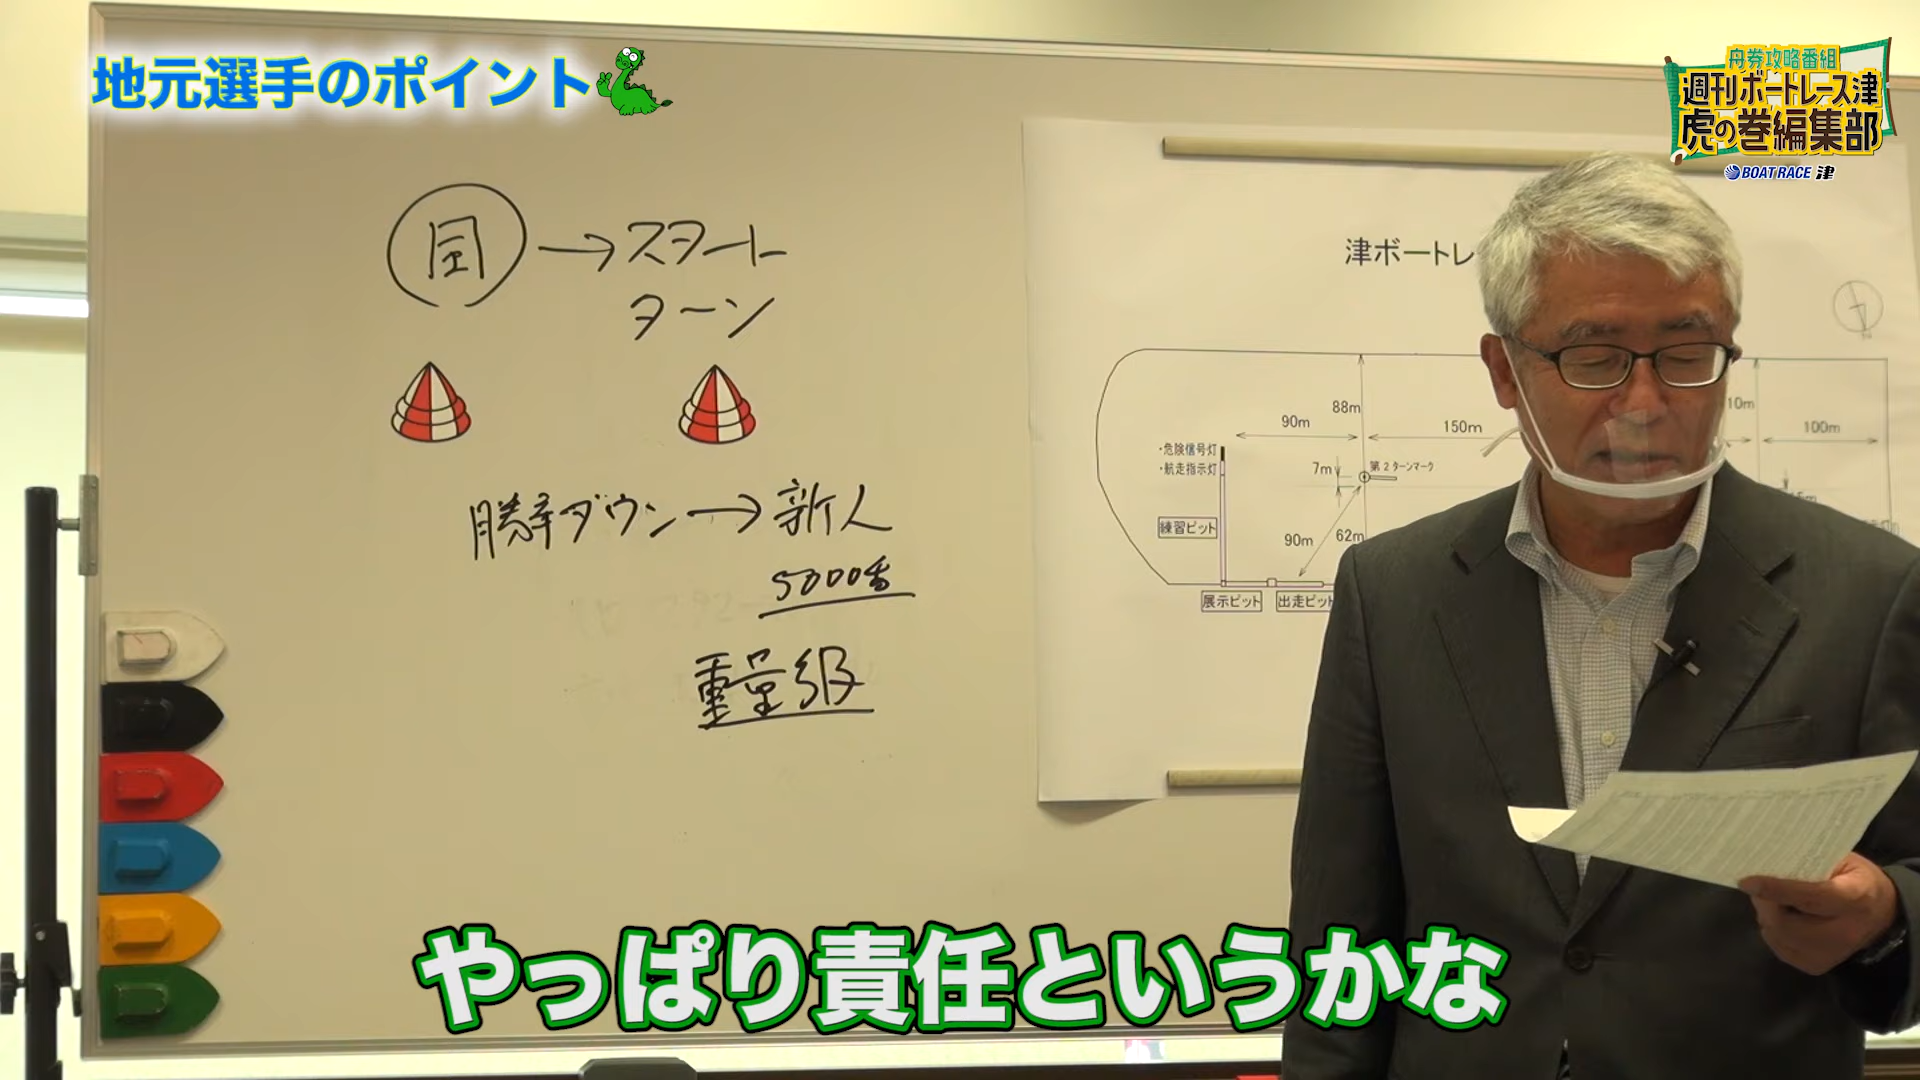 地元選手のポイント
舟券攻略番組
週刊ボートレース津
虎の巻編集部
BOAT RACE 津
風→スタート
ターン
勝率ダウン→新人
5000番
重量級
津ボートレ
88m
90m
150m
10m
100m
・危険信号灯
・航走指示灯
7m
第2ターンマーク
練習ピット
90m
62m
展示ピット
出走ピット
やっぱり責任というかな